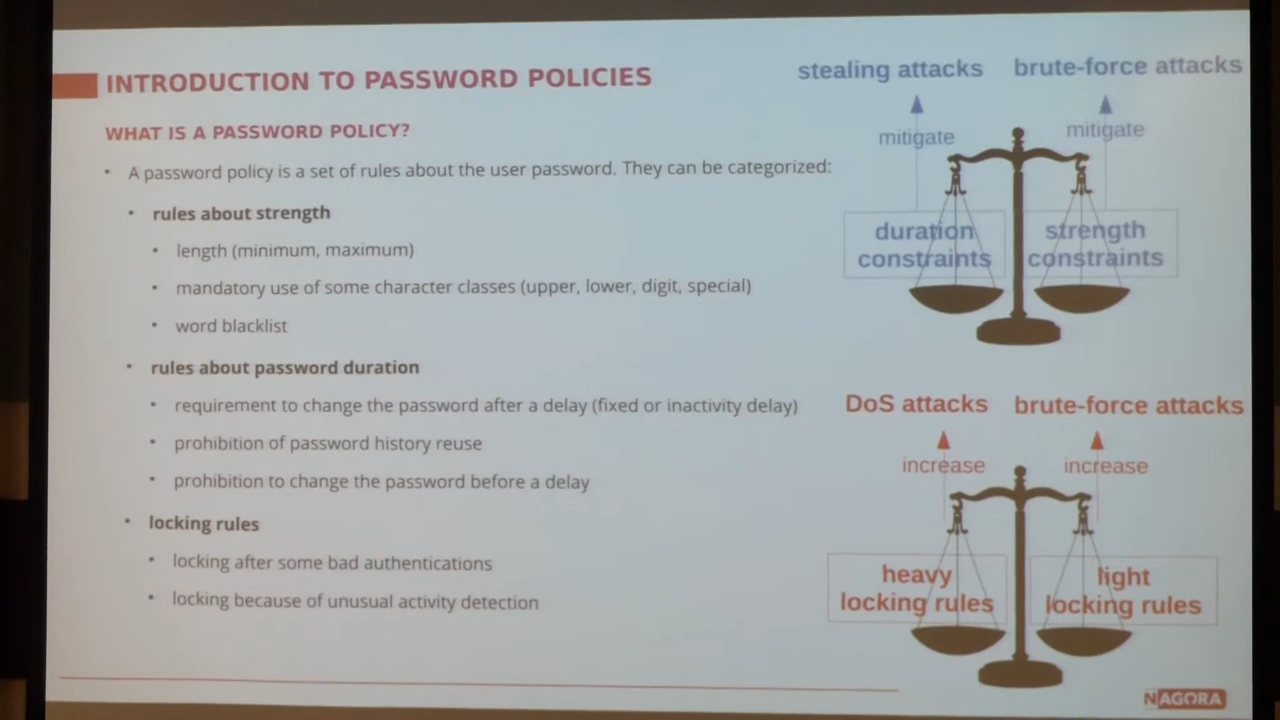 INTRODUCTION TO PASSWORD POLICIES
WHAT IS A PASSWORD POLICY?
• A password policy is a set of rules about the user password. They can be categorized:
• rules about strength
• length (minimum, maximum)
• mandatory use of some character classes (upper, lower, digit, special)
• word blacklist
• rules about password duration
• requirement to change the password after a delay (fixed or inactivity delay)
• prohibition of password history reuse
• prohibition to change the password before a delay
• locking rules
• locking after some bad authentications
• locking because of unusual activity detection
stealing attacks
brute-force attacks
mitigate
mitigate
duration
constraints
strength
constraints
DoS attacks
brute-force attacks
increase
increase
heavy
locking rules
light
locking rules
NAGORA